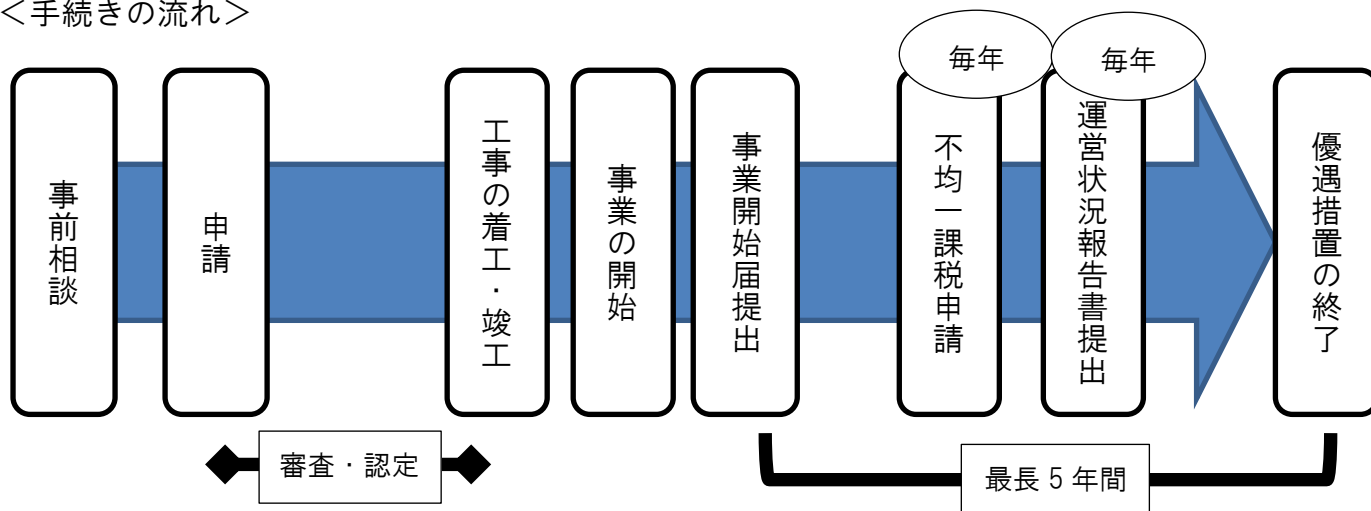 ＜手続きの流れ＞
事前相談
申請
工事の着工・竣工
事業の開始
事業開始届提出
毎年
不均一課税申請
毎年
運営状況報告書提出
優遇措置の終了
審査・認定
最長５年間